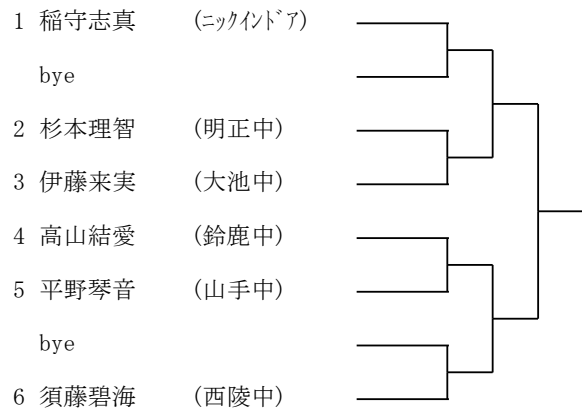 1 稲守志真 (ﾆｯｸｲﾝﾄﾞｱ)
bye
2 杉本理智 (明正中)
3 伊藤来実 (大池中)
4 高山結愛 (鈴鹿中)
5 平野琴音 (山手中)
bye
6 須藤碧海 (西陵中)